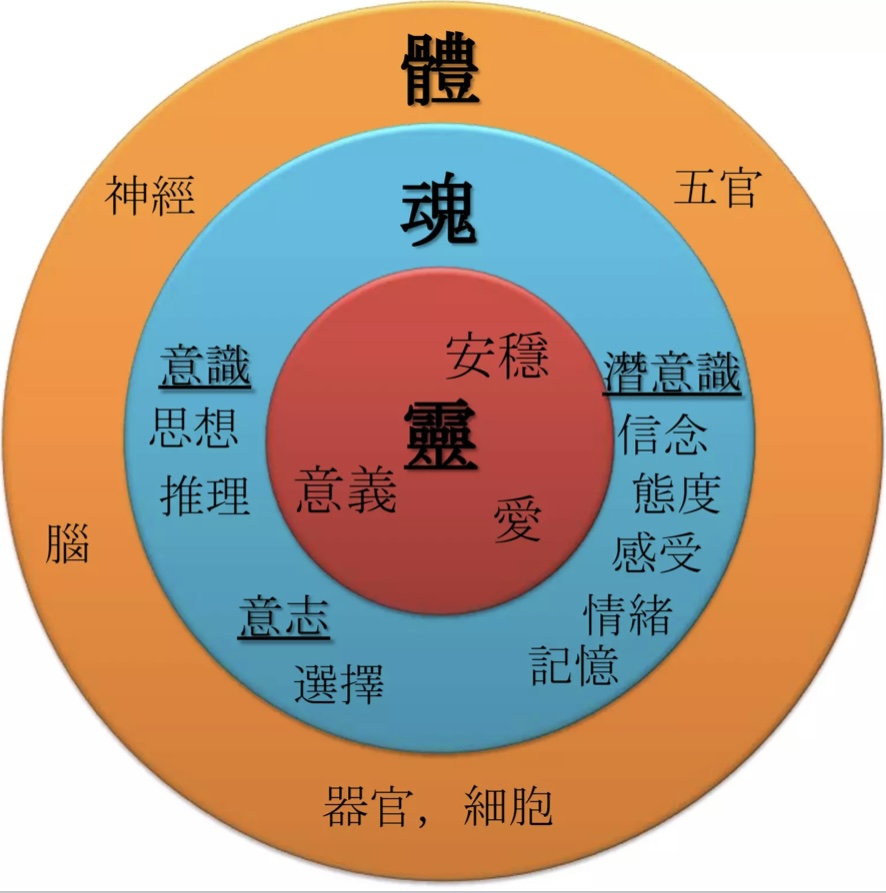 體
神經
五官
腦
器官，細胞
魂
意識
思想
推理
意志
選擇
潛意識
信念
態度
感受
情緒
記憶
靈
安穩
意義
愛